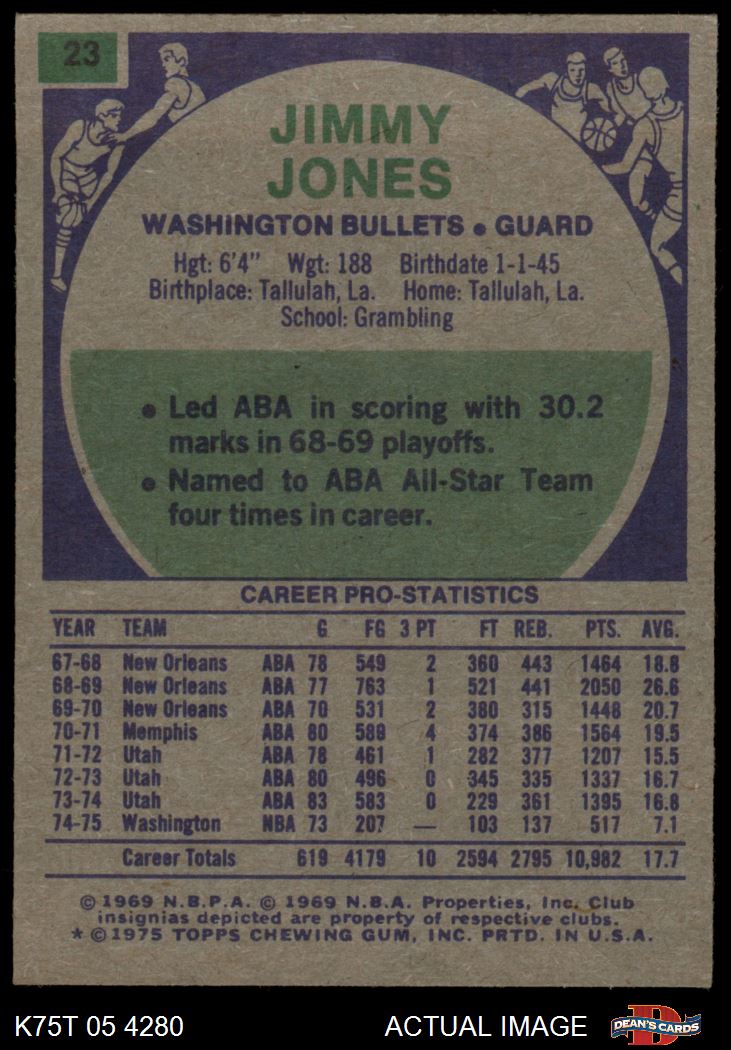 23
JIMMY
JONES
WASHINGTON BULLETS • GUARD
Hgt: 6'4" Wgt: 188 Birthdate 1-1-45
Birthplace: Tallulah, La. Home: Tallulah, La.
School: Grambling
• Led ABA in scoring with 30.2
marks in 68-69 playoffs.
• Named to ABA All-Star Team
four times in career.
CAREER PRO-STATISTICS
YEAR TEAM G FG 3 PT FT REB. PTS. AVG.
67-68 New Orleans ABA 78 549 2 360 443 1464 18.8
68-69 New Orleans ABA 77 763 1 521 441 2050 26.6
69-70 New Orleans ABA 70 531 2 380 315 1448 20.7
70-71 Memphis ABA 80 589 4 374 386 1564 19.5
71-72 Utah ABA 78 461 1 282 377 1207 15.5
72-73 Utah ABA 80 496 0 345 335 1337 16.7
73-74 Utah ABA 83 583 0 229 361 1395 16.8
74-75 Washington NBA 73 207 — 103 137 517 7.1
Career Totals 619 4179 10 2594 2795 10,982 17.7
© 1969 N.B.P.A. © 1969 N.B.A. Properties, Inc. Club
insignias depicted are property of respective clubs.
* © 1975 TOPPS CHEWING GUM, INC. PRTD. IN U.S.A.
K75T 05 4280 ACTUAL IMAGE DEAN'S CARDS